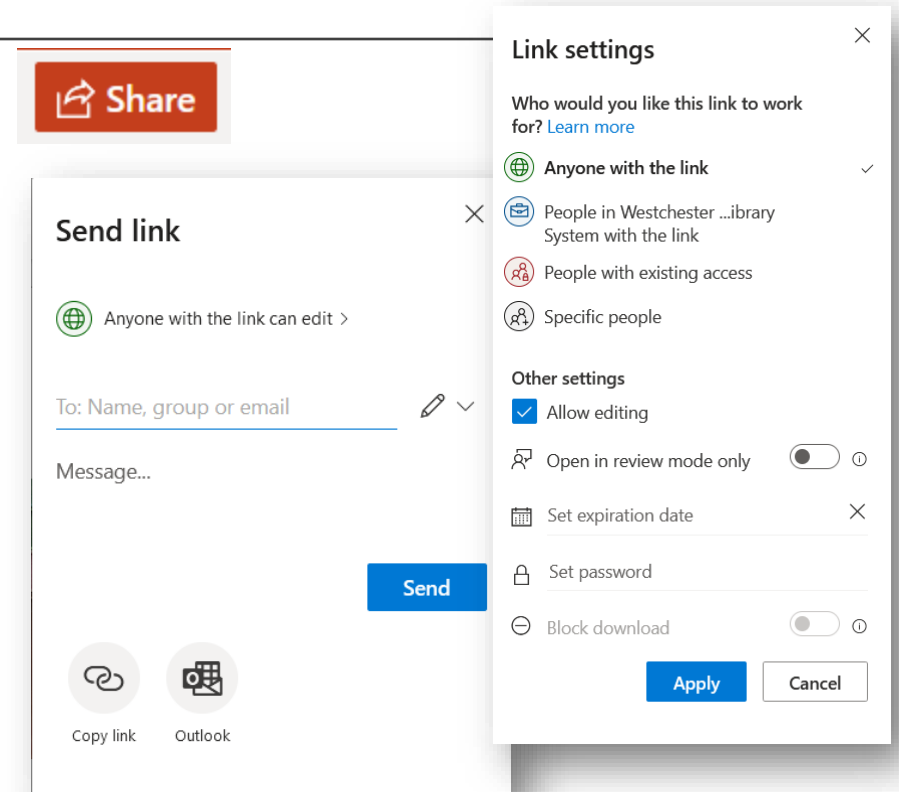 Share
Send link
Anyone with the link can edit >
To: Name, group or email
Message...
Send
Copy link
Outlook
Link settings
Who would you like this link to work
for? Learn more
Anyone with the link
People in Westchester ...ibrary
System with the link
People with existing access
Specific people
Other settings
Allow editing
Open in review mode only
Set expiration date
Set password
Block download
Apply
Cancel